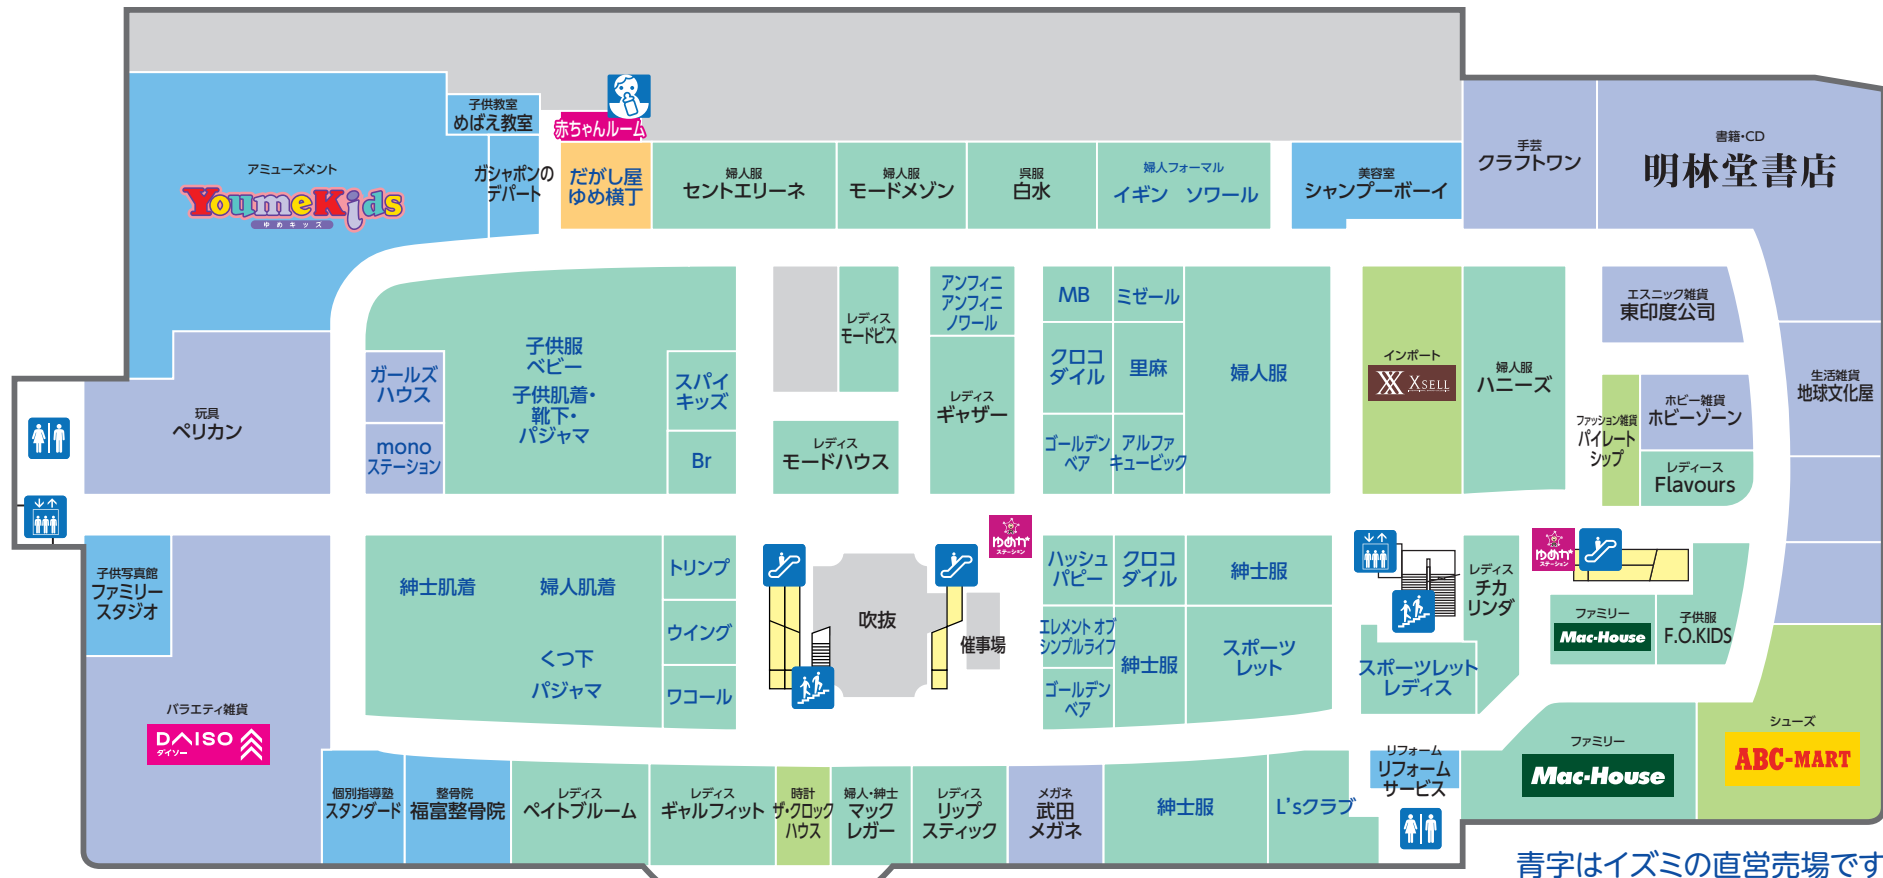 子供教室
めばえ教室
赤ちゃんルーム
アミューズメント
YoumeKids
ゆめキッズ
ガシャポンの
デパート
だがし屋
ゆめ横丁
婦人服
セントエリーネ
婦人服
モードメゾン
呉服
白水
婦人フォーマル
イギン ソワール
美容室
シャンプーボーイ
手芸
クラフトワン
書籍・CD
明林堂書店
子供服
ベビー
子供肌着・
靴下・
パジャマ
ガールズ
ハウス
mono
ステーション
スパイ
キッズ
Br
レディス
モードビス
レディス
モードハウス
アンフィニ
アンフィニ
ノワール
レディス
ギャザー
MB
ミゼール
クロコ
ダイル
里麻
ゴールデン
ベア
アルファ
キュービック
婦人服
インポート
XSELL
婦人服
ハニーズ
エスニック雑貨
東印度公司
ファッション雑貨
パイレート
シップ
ホビー雑貨
ホビーゾーン
レディース
Flavours
生活雑貨
地球文化屋
玩具
ペリカン
子供写真館
ファミリー
スタジオ
バラエティ雑貨
DAISO
ダイソー
紳士肌着
婦人肌着
くつ下
パジャマ
トリンプ
ウイング
ワコール
吹抜
催事場
ゆめか
ステーション
ハッシュ
パピー
クロコ
ダイル
紳士服
エレメント オブ
シンプルライフ
紳士服
スポーツ
レット
ゴールデン
ベア
レディス
チカ
リンダ
スポーツレット
レディス
ゆめか
ステーション
ファミリー
Mac-House
子供服
F.O.KIDS
シューズ
ABC-MART
ファミリー
Mac-House
リフォーム
リフォーム
サービス
個別指導塾
スタンダード
整骨院
福富整骨院
レディス
ペイトブルーム
レディス
ギャルフィット
時計
ザ・クロック
ハウス
婦人・紳士
マック
レガー
レディス
リップ
スティック
メガネ
武田
メガネ
紳士服
L'sクラブ
青字はイズミの直営売場です